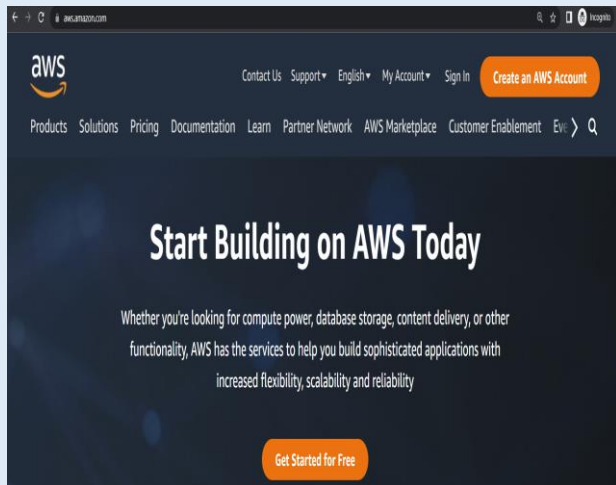 aws.amazon.com
Incognito
aws
Contact Us Support English My Account Sign In Create an AWS Account
Products Solutions Pricing Documentation Learn Partner Network AWS Marketplace Customer Enablement Eve
Start Building on AWS Today
Whether you're looking for compute power, database storage, content delivery, or other
functionality, AWS has the services to help you build sophisticated applications with
increased flexibility, scalability and reliability
Get Started for Free